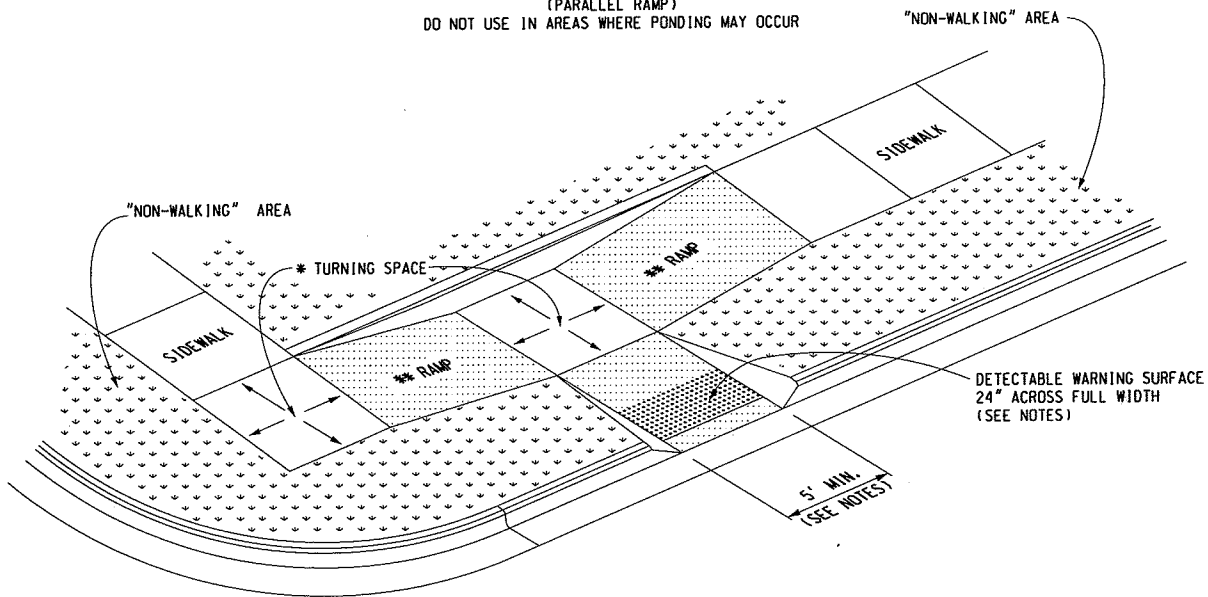 (PARALLEL RAMP)
DO NOT USE IN AREAS WHERE PONDING MAY OCCUR
"NON-WALKING" AREA
SIDEWALK
"NON-WALKING" AREA
** RAMP
* TURNING SPACE
SIDEWALK
** RAMP
DETECTABLE WARNING SURFACE
24" ACROSS FULL WIDTH
(SEE NOTES)
5' MIN.
(SEE NOTES)